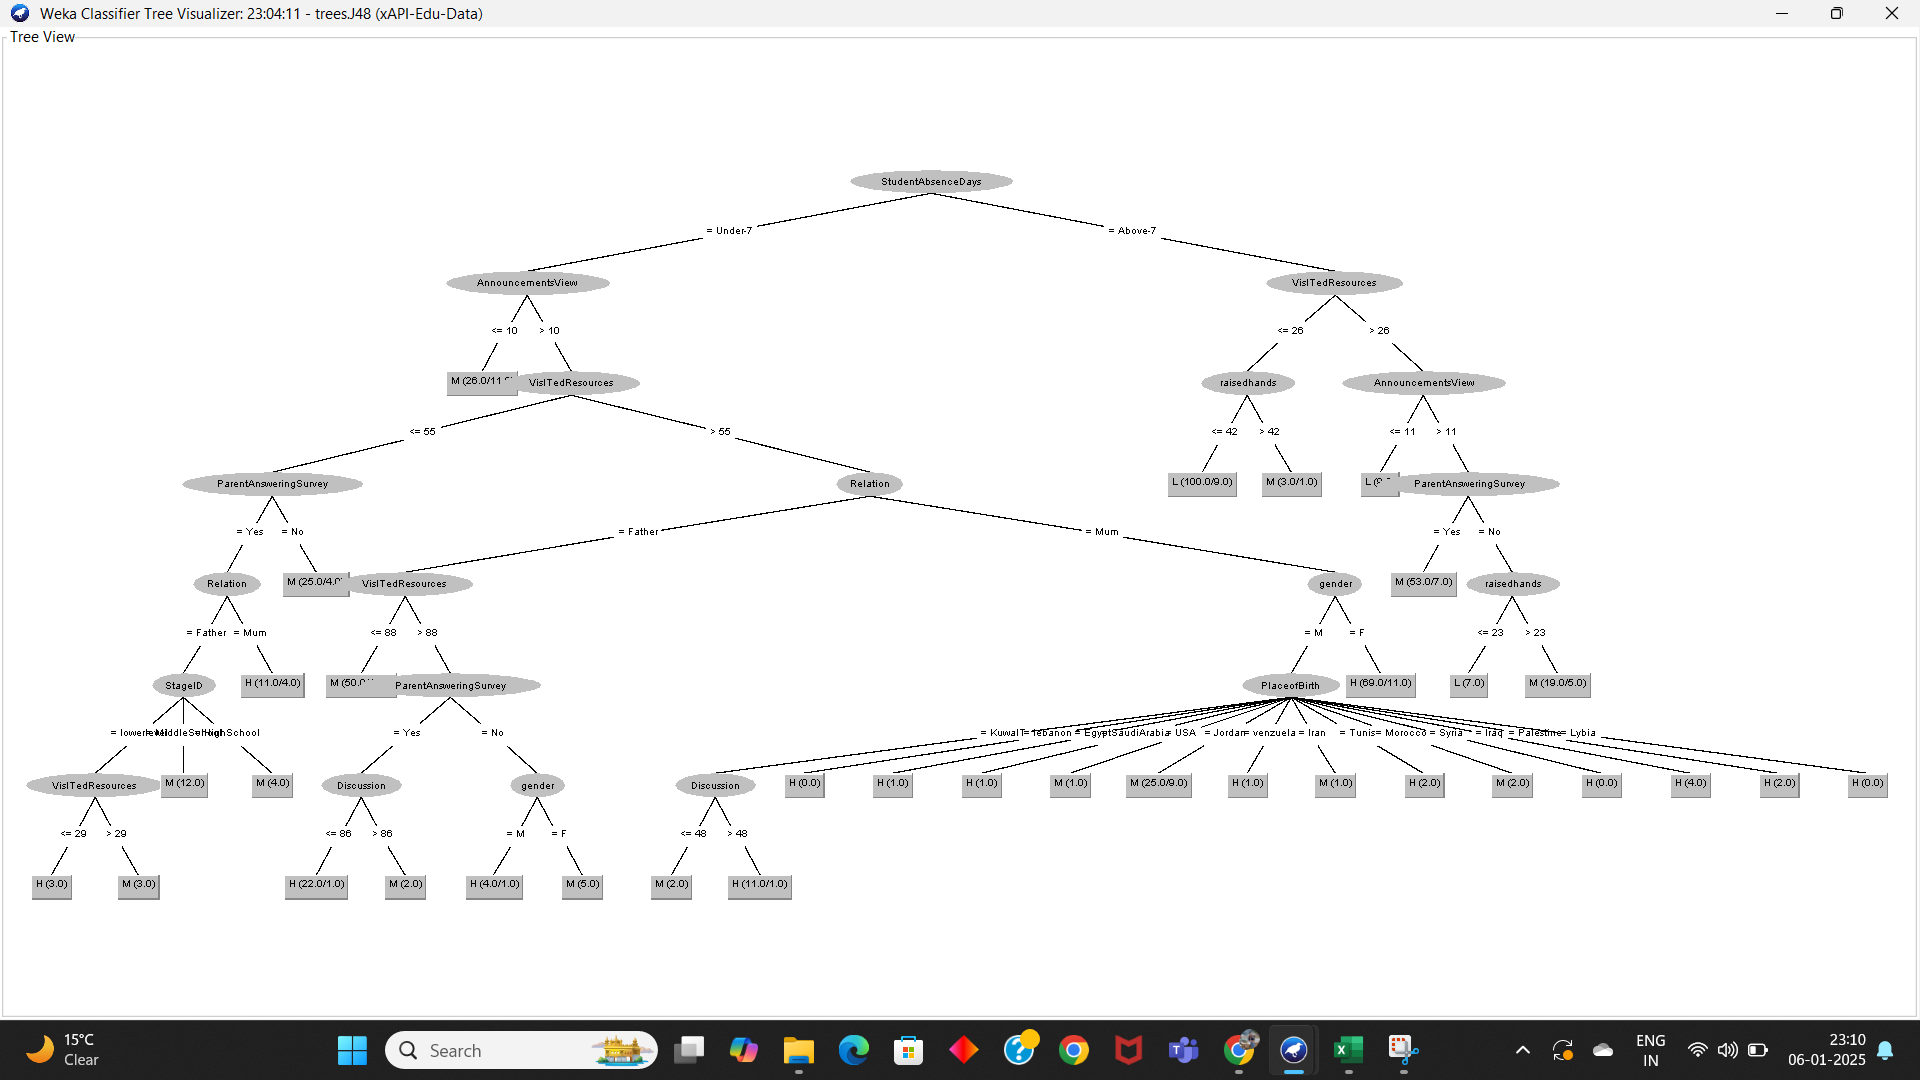 Weka Classifier Tree Visualizer: 23:04:11 - trees.J48 (xAPI-Edu-Data)
Tree View
StudentAbsenceDays
= Under-7 = Above-7
AnnouncementsView VisITedResources
<= 10 > 10 <= 26 > 26
M (26.0/11 VisITedResources raisedhands AnnouncementsView
<= 55 > 55 <= 42 > 42 <= 11 > 11
ParentAnsweringSurvey Relation L (100.0/9.0) M (3.0/1.0) ParentAnsweringSurvey
= Yes = No = Father = Mum = Yes = No
Relation M (25.0/4.0 VisITedResources gender M (53.0/7.0) raisedhands
= Father = Mum <= 88 > 88 = M = F <= 23 > 23
StageID H (11.0/4.0) M (50.0 ParentAnsweringSurvey PlaceofBirth H (69.0/11.0) L (7.0) M (19.0/5.0)
= lowerlevel = MiddleSchool = HighSchool = Yes = No = KuwaIT = lebanon = Egypt SaudiArabia = USA = Jordan = venzuela = Iran = Tunis = Morocco = Syria = Iraq = Palestine = Lybia
VisITedResources M (12.0) M (4.0) Discussion gender Discussion H (0.0) H (1.0) H (1.0) M (1.0) M (25.0/9.0) H (1.0) M (1.0) H (2.0) M (2.0) H (0.0) H (4.0) H (2.0) H (0.0)
<= 29 > 29 <= 86 > 86 = M = F <= 48 > 48
H (3.0) M (3.0) H (22.0/1.0) M (2.0) H (4.0/1.0) M (5.0) M (2.0) H (11.0/1.0)
15°C
Clear
Search
ENG
IN
23:10
06-01-2025